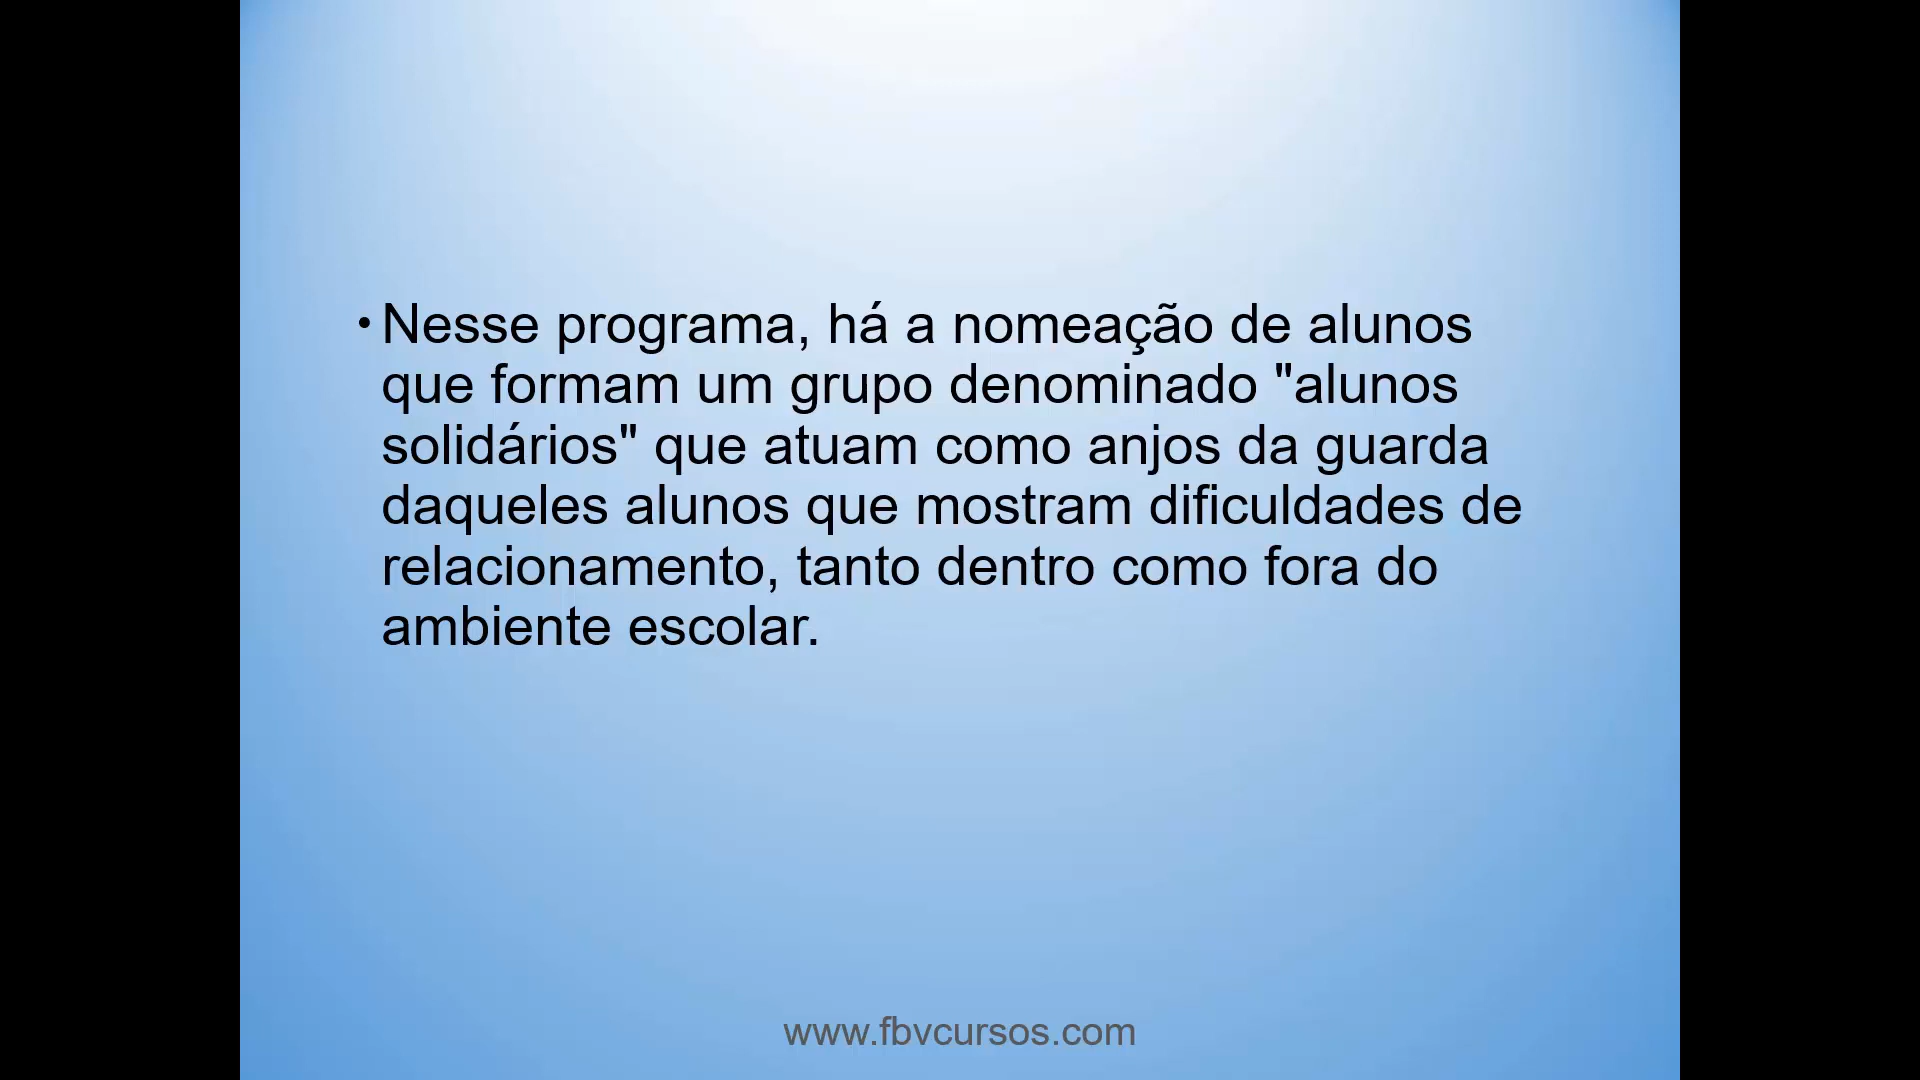 • Nesse programa, há a nomeação de alunos
que formam um grupo denominado "alunos
solidários" que atuam como anjos da guarda
daqueles alunos que mostram dificuldades de
relacionamento, tanto dentro como fora do
ambiente escolar.
www.fbvcursos.com